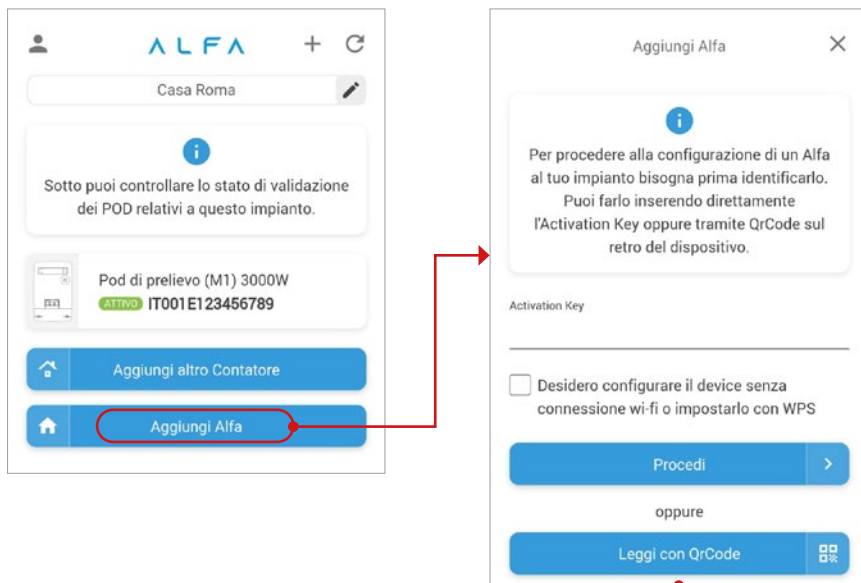 ALFA
Casa Roma
Sotto puoi controllare lo stato di validazione
dei POD relativi a questo impianto.
Pod di prelievo (M1) 3000W
ATTIVO IT001E123456789
Aggiungi altro Contatore
Aggiungi Alfa
Aggiungi Alfa
Per procedere alla configurazione di un Alfa
al tuo impianto bisogna prima identificarlo.
Puoi farlo inserendo direttamente
l'Activation Key oppure tramite QrCode sul
retro del dispositivo.
Activation Key
Desidero configurare il device senza
connessione wi-fi o impostarlo con WPS
Procedi
oppure
Leggi con QrCode